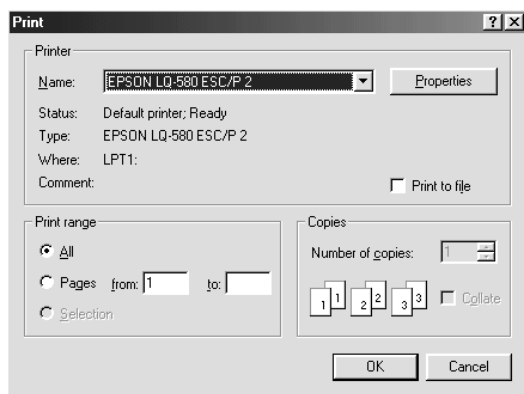 Print
Printer
Name: EPSON LQ-580 ESC/P 2 Properties
Status: Default printer; Ready
Type: EPSON LQ-580 ESC/P 2
Where: LPT1:
Comment: Print to file
Print range
All
Pages from: 1 to:
Selection
Copies
Number of copies: 1
1 1 2 2 3 3 Collate
OK Cancel